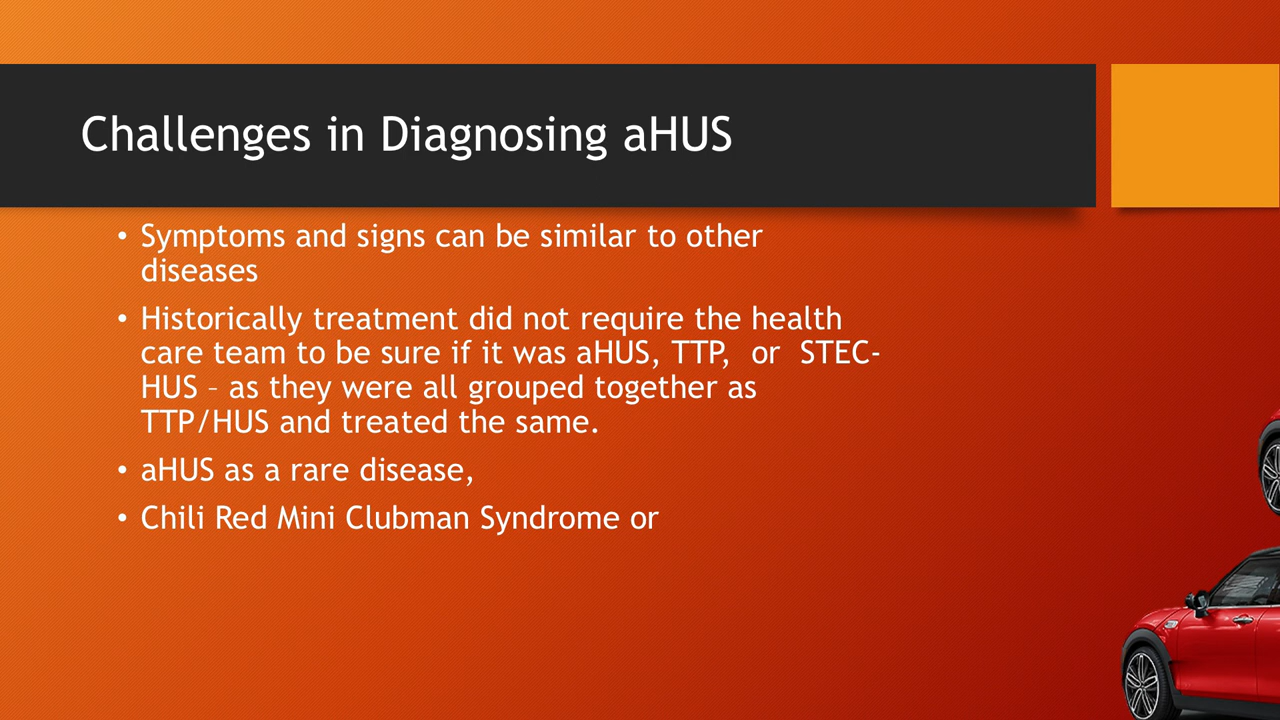 Challenges in Diagnosing aHUS
• Symptoms and signs can be similar to other
diseases
• Historically treatment did not require the health
care team to be sure if it was aHUS, TTP,  or  STEC-
HUS – as they were all grouped together as
TTP/HUS and treated the same.
• aHUS as a rare disease,
• Chili Red Mini Clubman Syndrome or